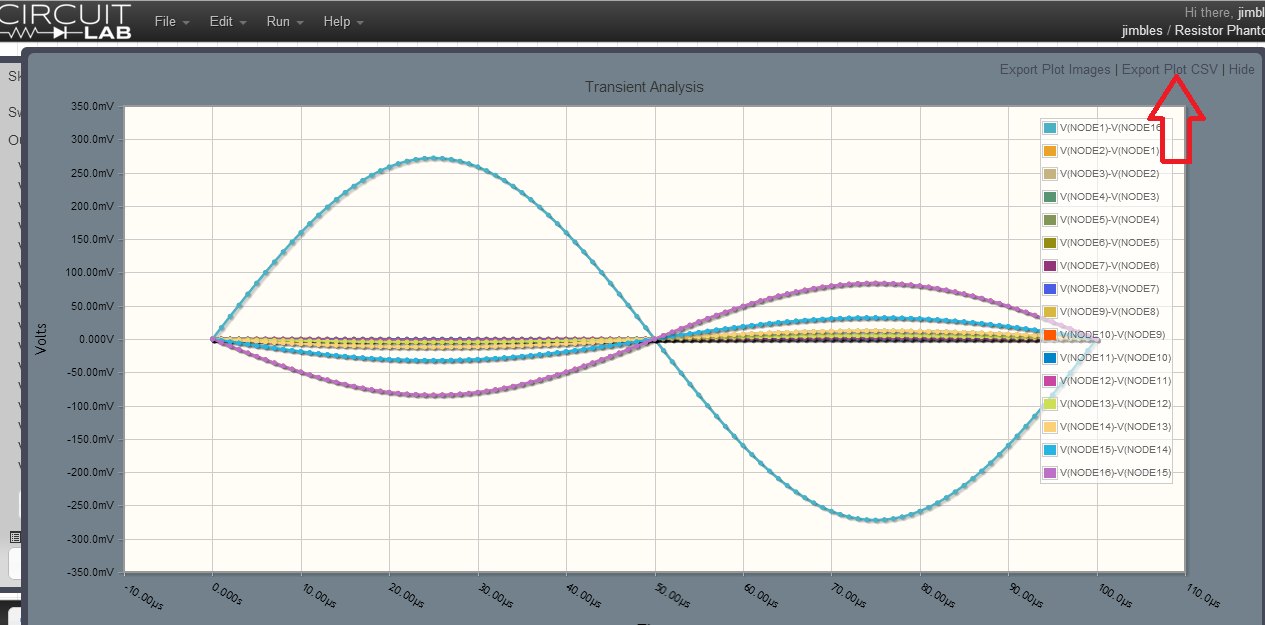 CIRCUIT
LAB
File Edit Run Help
Hi there, jimbl
jimbles / Resistor Phanto
Export Plot Images | Export Plot CSV | Hide
Transient Analysis
Volts
350.0mV
300.0mV
250.0mV
200.0mV
150.0mV
100.00mV
50.00mV
0.000V
-50.00mV
-100.0mV
-150.0mV
-200.0mV
-250.0mV
-300.0mV
-350.0mV
V(NODE1)-V(NODE16
V(NODE2)-V(NODE1)
V(NODE3)-V(NODE2)
V(NODE4)-V(NODE3)
V(NODE5)-V(NODE4)
V(NODE6)-V(NODE5)
V(NODE7)-V(NODE6)
V(NODE8)-V(NODE7)
V(NODE9)-V(NODE8)
V(NODE10)-V(NODE9)
V(NODE11)-V(NODE10)
V(NODE12)-V(NODE11)
V(NODE13)-V(NODE12)
V(NODE14)-V(NODE13)
V(NODE15)-V(NODE14)
V(NODE16)-V(NODE15)
-10.00µs 0.000s 10.00µs 20.00µs 30.00µs 40.00µs 50.00µs 60.00µs 70.00µs 80.00µs 90.00µs 100.0µs 110.0µs